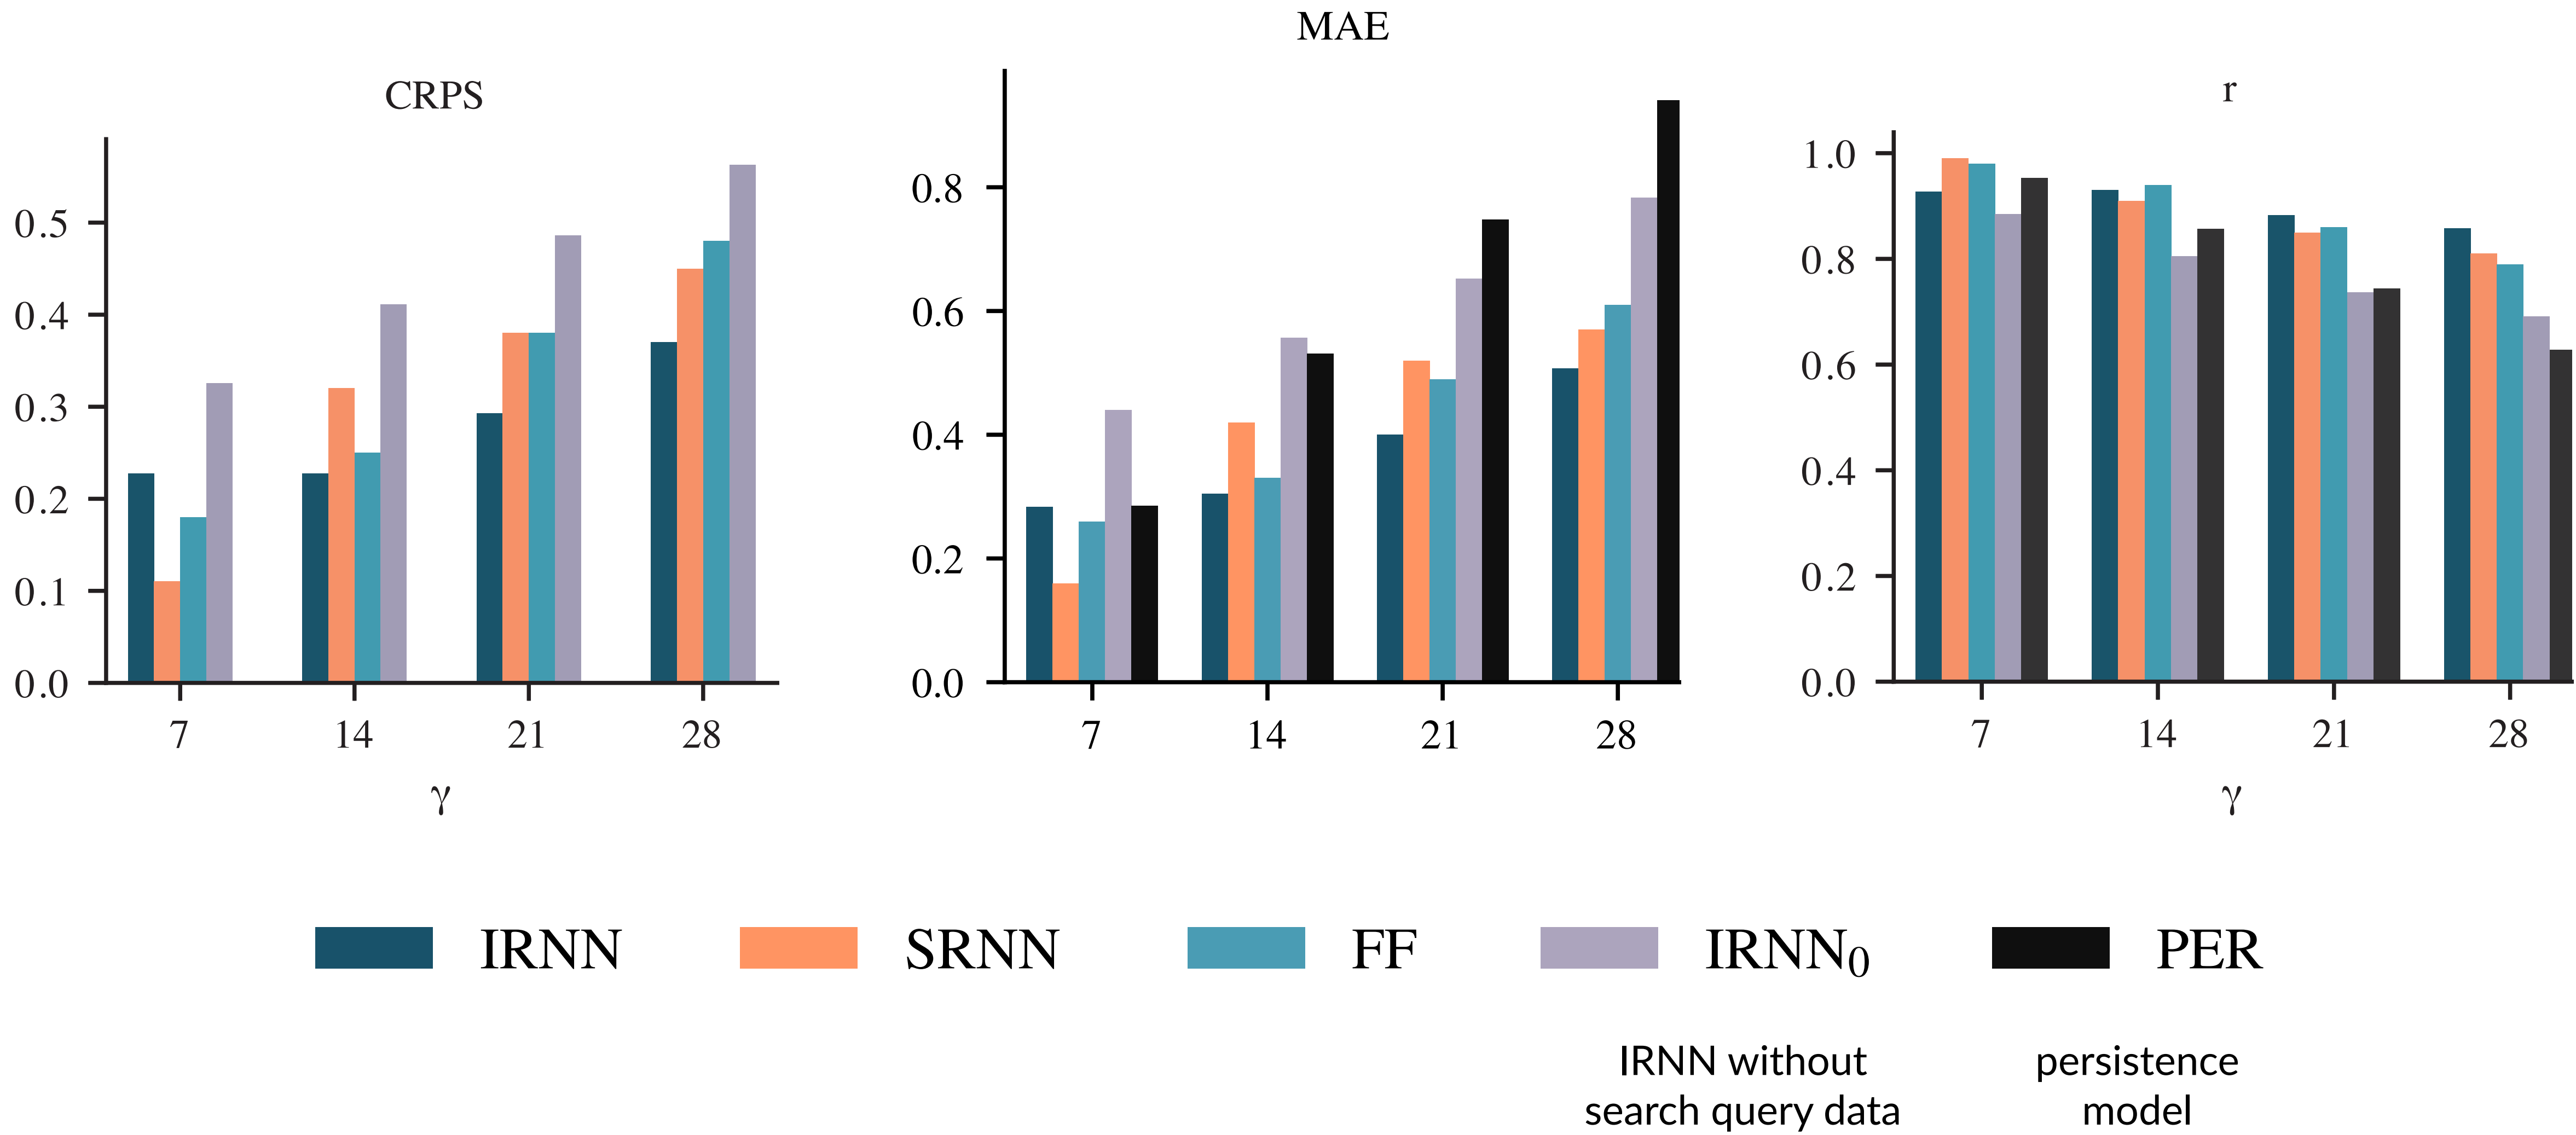 MAE
CRPS
r
0.5
0.4
0.3
0.2
0.1
0.0
7 14 21 28
γ
0.8
0.6
0.4
0.2
0.0
7 14 21 28
1.0
0.8
0.6
0.4
0.2
0.0
7 14 21 28
γ
IRNN SRNN FF IRNN₀ PER
IRNN without
search query data
persistence
model